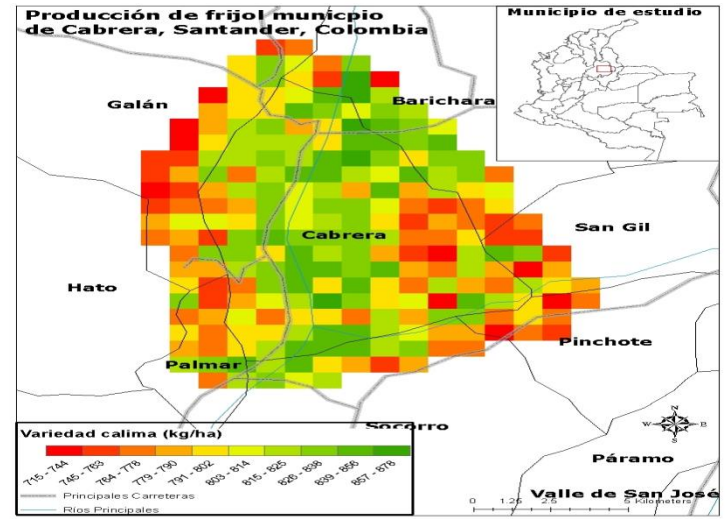 Producción de frijol municpio
de Cabrera, Santander, Colombia
Municipio de estudio
Galán
Barichara
San Gil
Cabrera
Hato
Pinchote
Palmar
Socorro
Páramo
Valle de San José
N
W E
S
Variedad calima (kg/ha)
715 - 744
745 - 763
764 - 778
779 - 790
791 - 802
803 - 814
815 - 825
826 - 838
839 - 856
857 - 878
Principales Carreteras
Ríos Principales
0 1.25 2.5 5 Kilometers